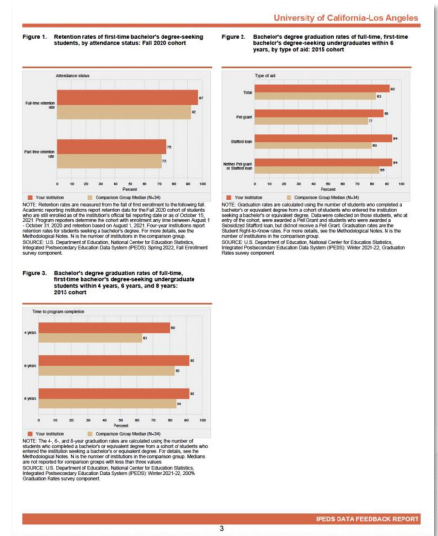 University of California-Los Angeles
Figure 1. Retention rates of first-time bachelor's degree-seeking
students, by attendance status: Fall 2020 cohort
Attendance status
Full-time retention
rate
97
92
Part-time retention
rate
75
72
0 10 20 30 40 50 60 70 80 90 100
Percent
Your institution Comparison Group Median (N=34)
NOTE: Retention rates are measured from the fall of first enrollment to the following fall.
Academic reporting institutions report retention data for the Fall 2020 cohort of students
who are still enrolled as of the institution's official fall reporting date or as of October 15,
2021. Program reporters determine the cohort with enrollment any time between August 1
- October 31, 2020 and retention based on August 1, 2021. Four-year institutions report
retention rates for students seeking a bachelor's degree. For more details, see the
Methodological Notes. N is the number of institutions in the comparison group.
SOURCE: U.S. Department of Education, National Center for Education Statistics,
Integrated Postsecondary Education Data System (IPEDS): Spring 2022, Fall Enrollment
survey component.
Figure 2. Bachelor's degree graduation rates of full-time, first-time
bachelor's degree-seeking undergraduates within 6
years, by type of aid: 2015 cohort
Type of aid
Total
92
83
Pell grant
88
77
Stafford loan
94
80
Neither Pell grant
or Stafford loan
94
85
0 10 20 30 40 50 60 70 80 90 100
Percent
Your institution Comparison Group Median (N=34)
NOTE: Graduation rates are calculated using the number of students who completed a
bachelor's or equivalent degree from a cohort of students who entered the institution
seeking a bachelor's or equivalent degree. Data were collected on those students, who at
entry of the cohort, were awarded a Pell Grant and Students who were awarded a
Subsidized Stafford loan, but did not receive a Pell Grant. Graduation rates are the
Student Right-to-Know rates. For more details, see the Methodological Notes. N is the
number of institutions in the comparison group.
SOURCE: U.S. Department of Education, National Center for Education Statistics,
Integrated Postsecondary Education Data System (IPEDS): Winter 2021-22, Graduation
Rates survey component.
Figure 3. Bachelor's degree graduation rates of full-time,
first-time bachelor's degree-seeking undergraduate
students within 4 years, 6 years, and 8 years:
2013 cohort
Time to program completion
4 years
80
63
6 years
92
83
8 years
92
84
0 10 20 30 40 50 60 70 80 90 100
Percent
Your institution Comparison Group Median (N=34)
NOTE: The 4-, 6-, and 8-year graduation rates are calculated using the number of
students who completed a bachelor's or equivalent degree from a cohort of students who
entered the institution seeking a bachelor's or equivalent degree. For details, see the
Methodological Notes. N is the number of institutions in the comparison group. Medians
are not reported for comparison groups with less than three values.
SOURCE: U.S. Department of Education, National Center for Education Statistics,
Integrated Postsecondary Education Data System (IPEDS): Winter 2021-22, 200%
Graduation Rates survey component.
IPEDS DATA FEEDBACK REPORT
3